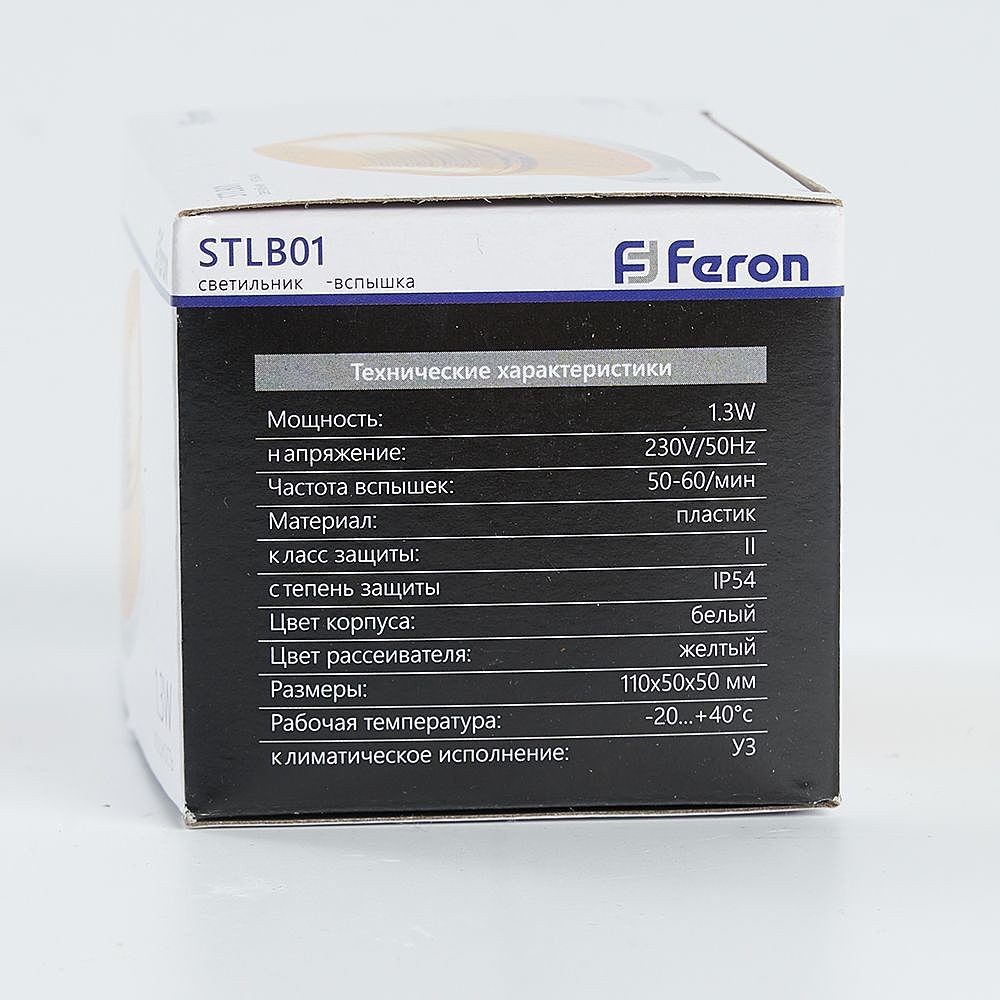 STLB01
светильник -вспышка
Feron
Технические характеристики
Мощность: 1.3W
напряжение: 230V/50Hz
Частота вспышек: 50-60/мин
Материал: пластик
класс защиты: II
степень защиты IP54
Цвет корпуса: белый
Цвет рассеивателя: желтый
Размеры: 110x50x50 мм
Рабочая температура: -20...+40°c
климатическое исполнение: У3
1.3W